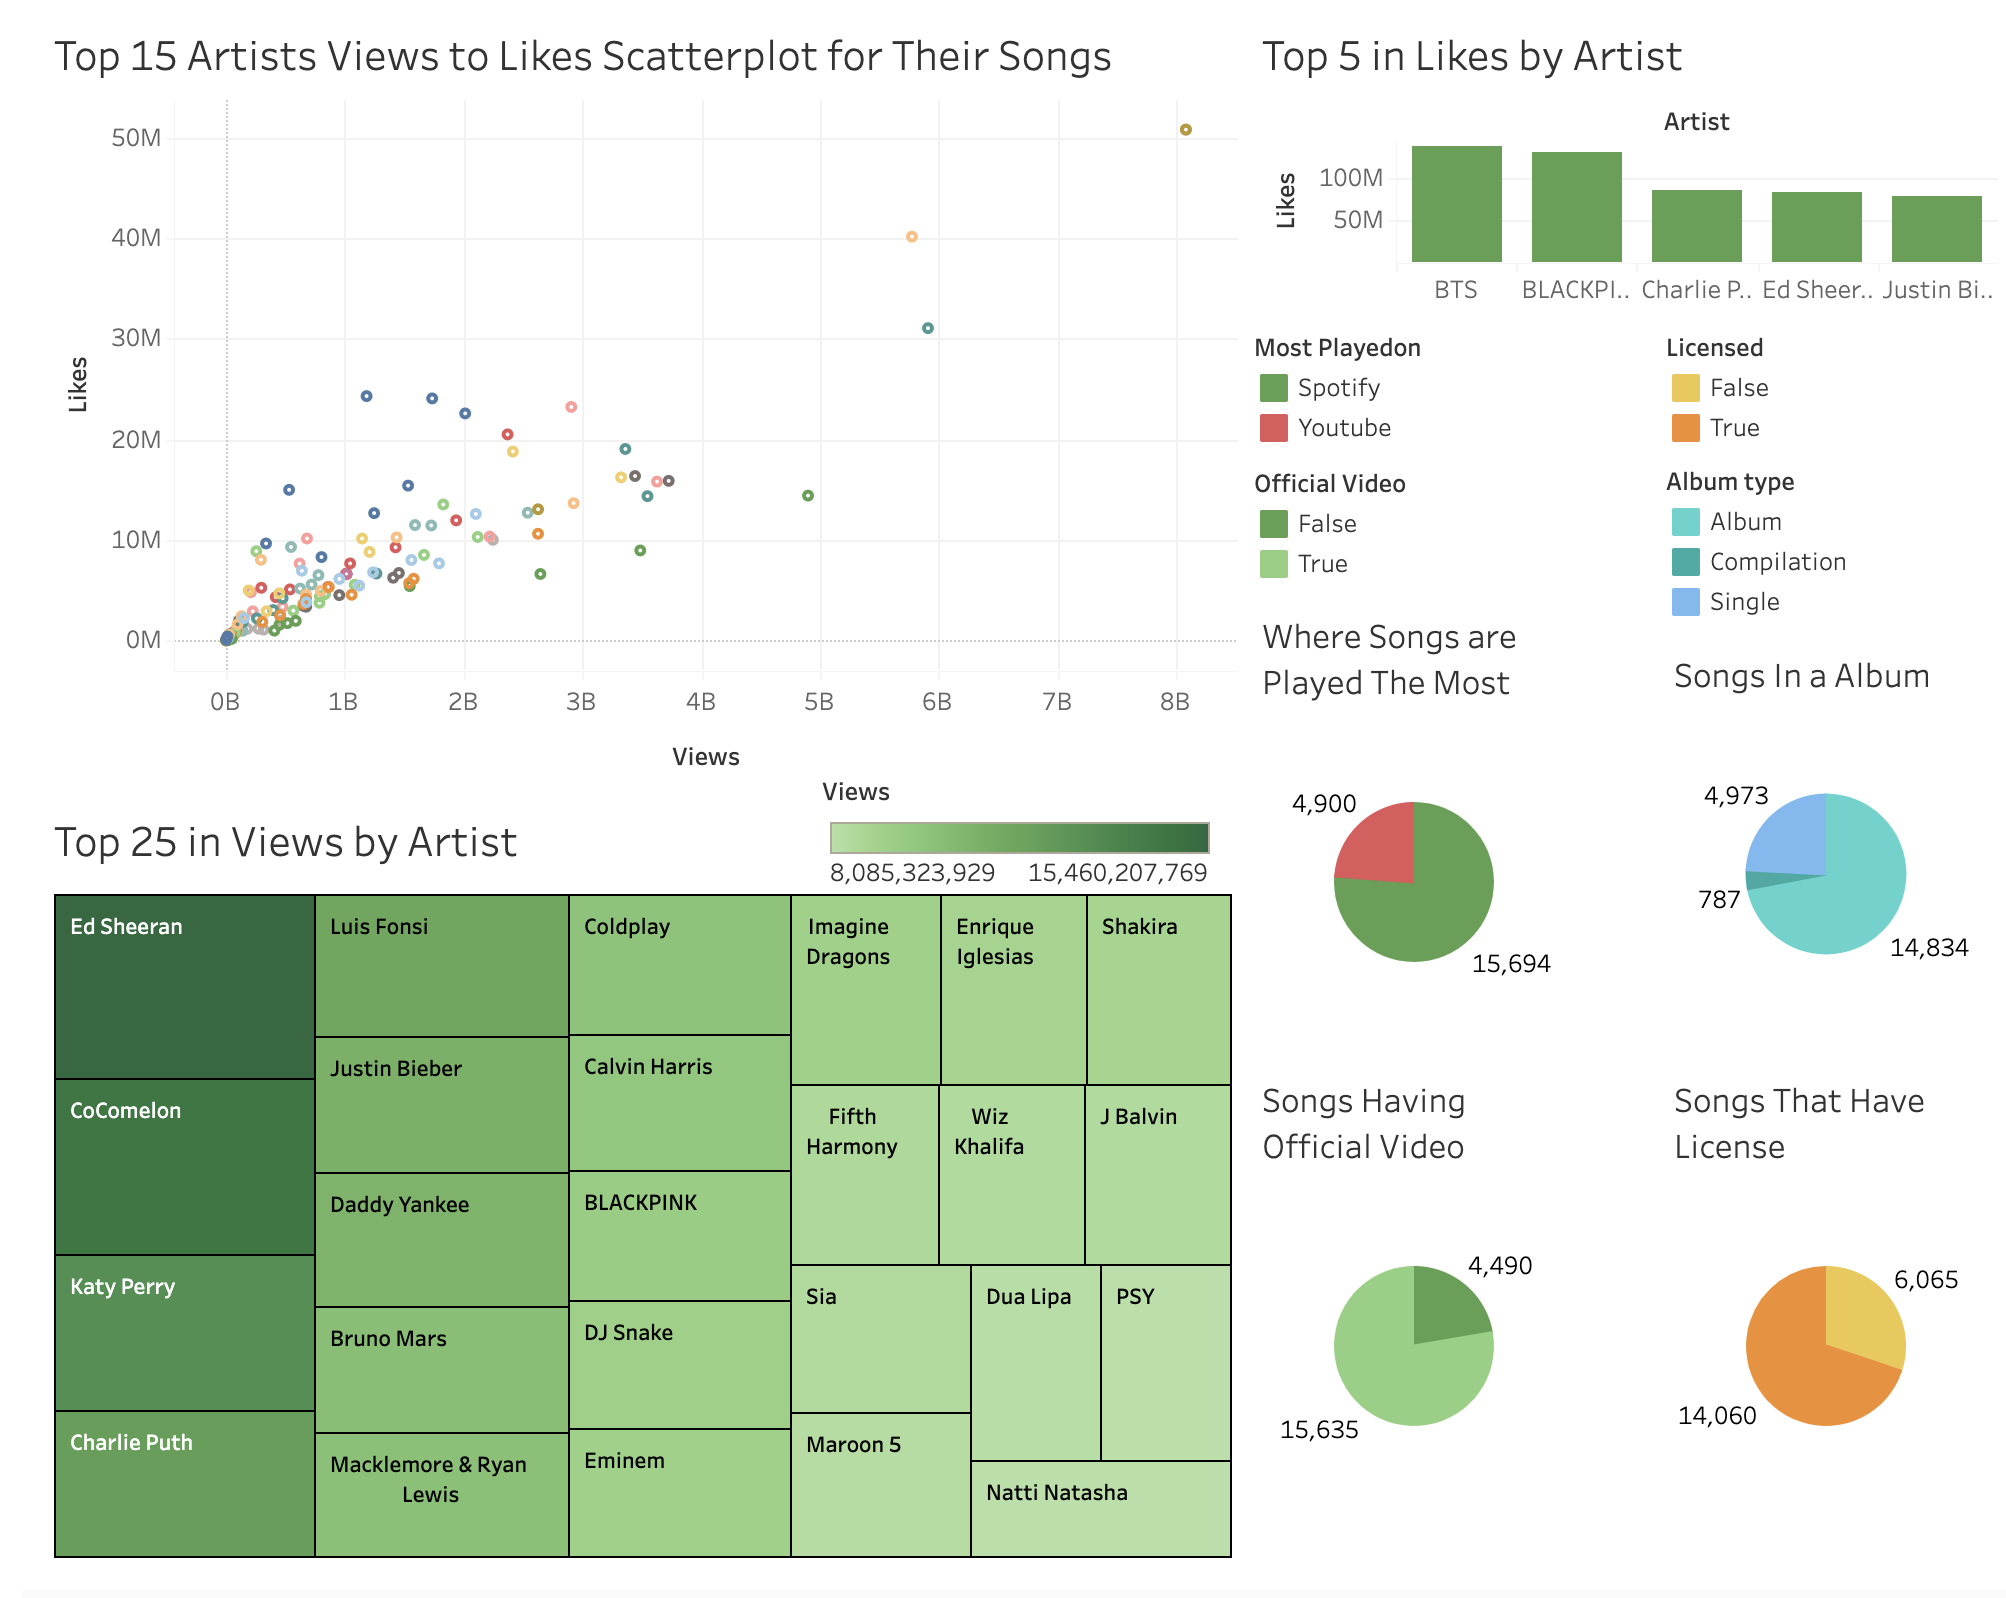 Top 15 Artists Views to Likes Scatterplot for Their Songs
50M
40M
30M
20M
10M
0M
Likes
0B 1B 2B 3B 4B 5B 6B 7B 8B
Views
Top 5 in Likes by Artist
Artist
Likes
100M
50M
BTS BLACKPI.. Charlie P.. Ed Sheer.. Justin Bi..
Most Playedon
Spotify
Youtube
Licensed
False
True
Official Video
False
True
Album type
Album
Compilation
Single
Where Songs are
Played The Most
4,900
15,694
Songs In a Album
4,973
787
14,834
Songs Having
Official Video
4,490
15,635
Songs That Have
License
6,065
14,060
Top 25 in Views by Artist
Views
8,085,323,929 15,460,207,769
Ed Sheeran
CoComelon
Katy Perry
Charlie Puth
Luis Fonsi
Justin Bieber
Daddy Yankee
Bruno Mars
Macklemore & Ryan
Lewis
Coldplay
Calvin Harris
BLACKPINK
DJ Snake
Eminem
Imagine
Dragons
Enrique
Iglesias
Shakira
Fifth
Harmony
Wiz
Khalifa
J Balvin
Sia
Maroon 5
Dua Lipa
PSY
Natti Natasha